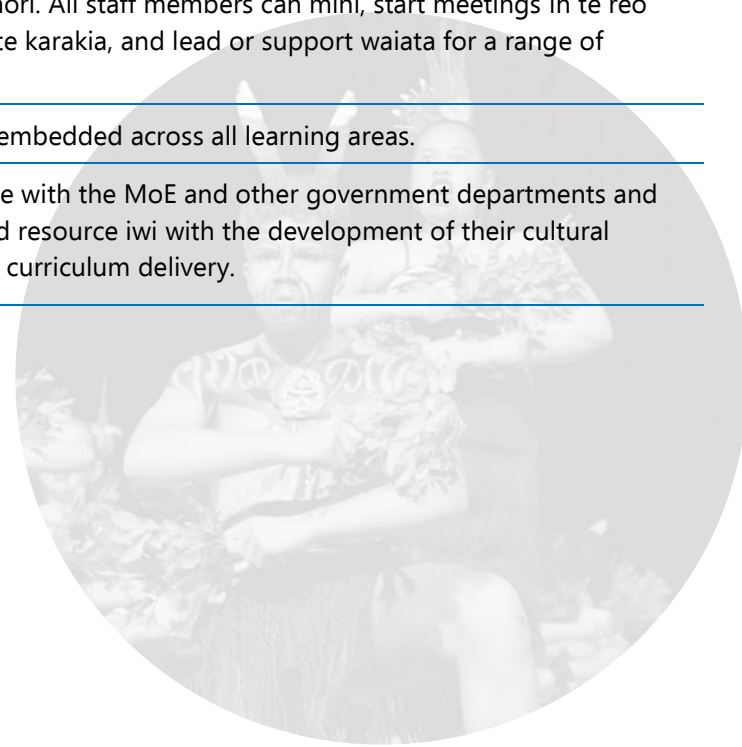 ori. All staff members can mihi, start meetings in te reo
te karakia, and lead or support waiata for a range of
embedded across all learning areas.
e with the MoE and other government departments and
d resource iwi with the development of their cultural
curriculum delivery.